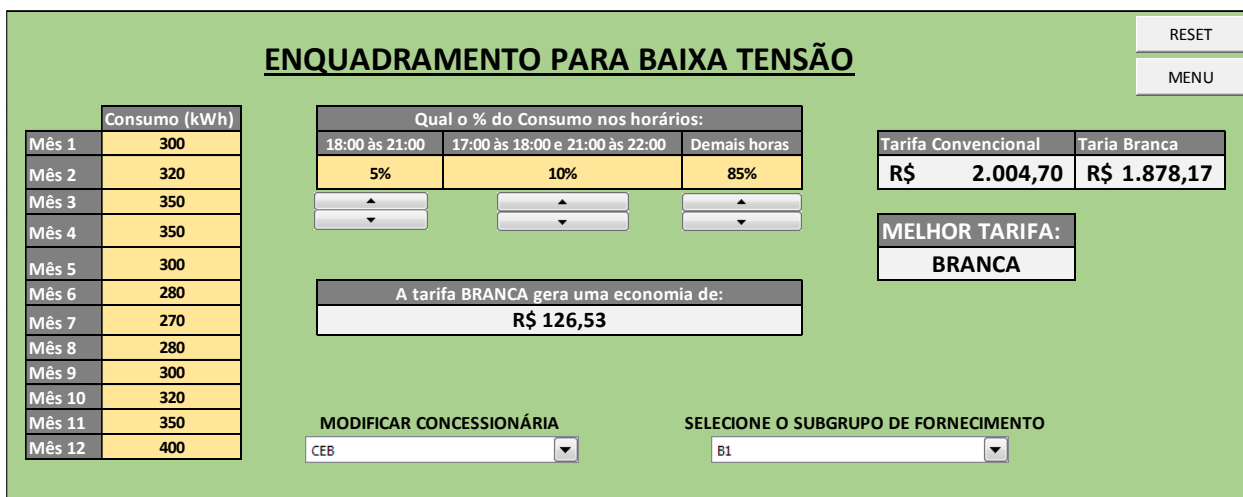 RESET
MENU
ENQUADRAMENTO PARA BAIXA TENSÃO
Consumo (kWh)
Mês 1 300
Mês 2 320
Mês 3 350
Mês 4 350
Mês 5 300
Mês 6 280
Mês 7 270
Mês 8 280
Mês 9 300
Mês 10 320
Mês 11 350
Mês 12 400
Qual o % do Consumo nos horários:
18:00 às 21:00 17:00 às 18:00 e 21:00 às 22:00 Demais horas
5% 10% 85%
A tarifa BRANCA gera uma economia de:
R$ 126,53
Tarifa Convencional Taria Branca
R$ 2.004,70 R$ 1.878,17
MELHOR TARIFA:
BRANCA
MODIFICAR CONCESSIONÁRIA
CEB
SELECIONE O SUBGRUPO DE FORNECIMENTO
B1